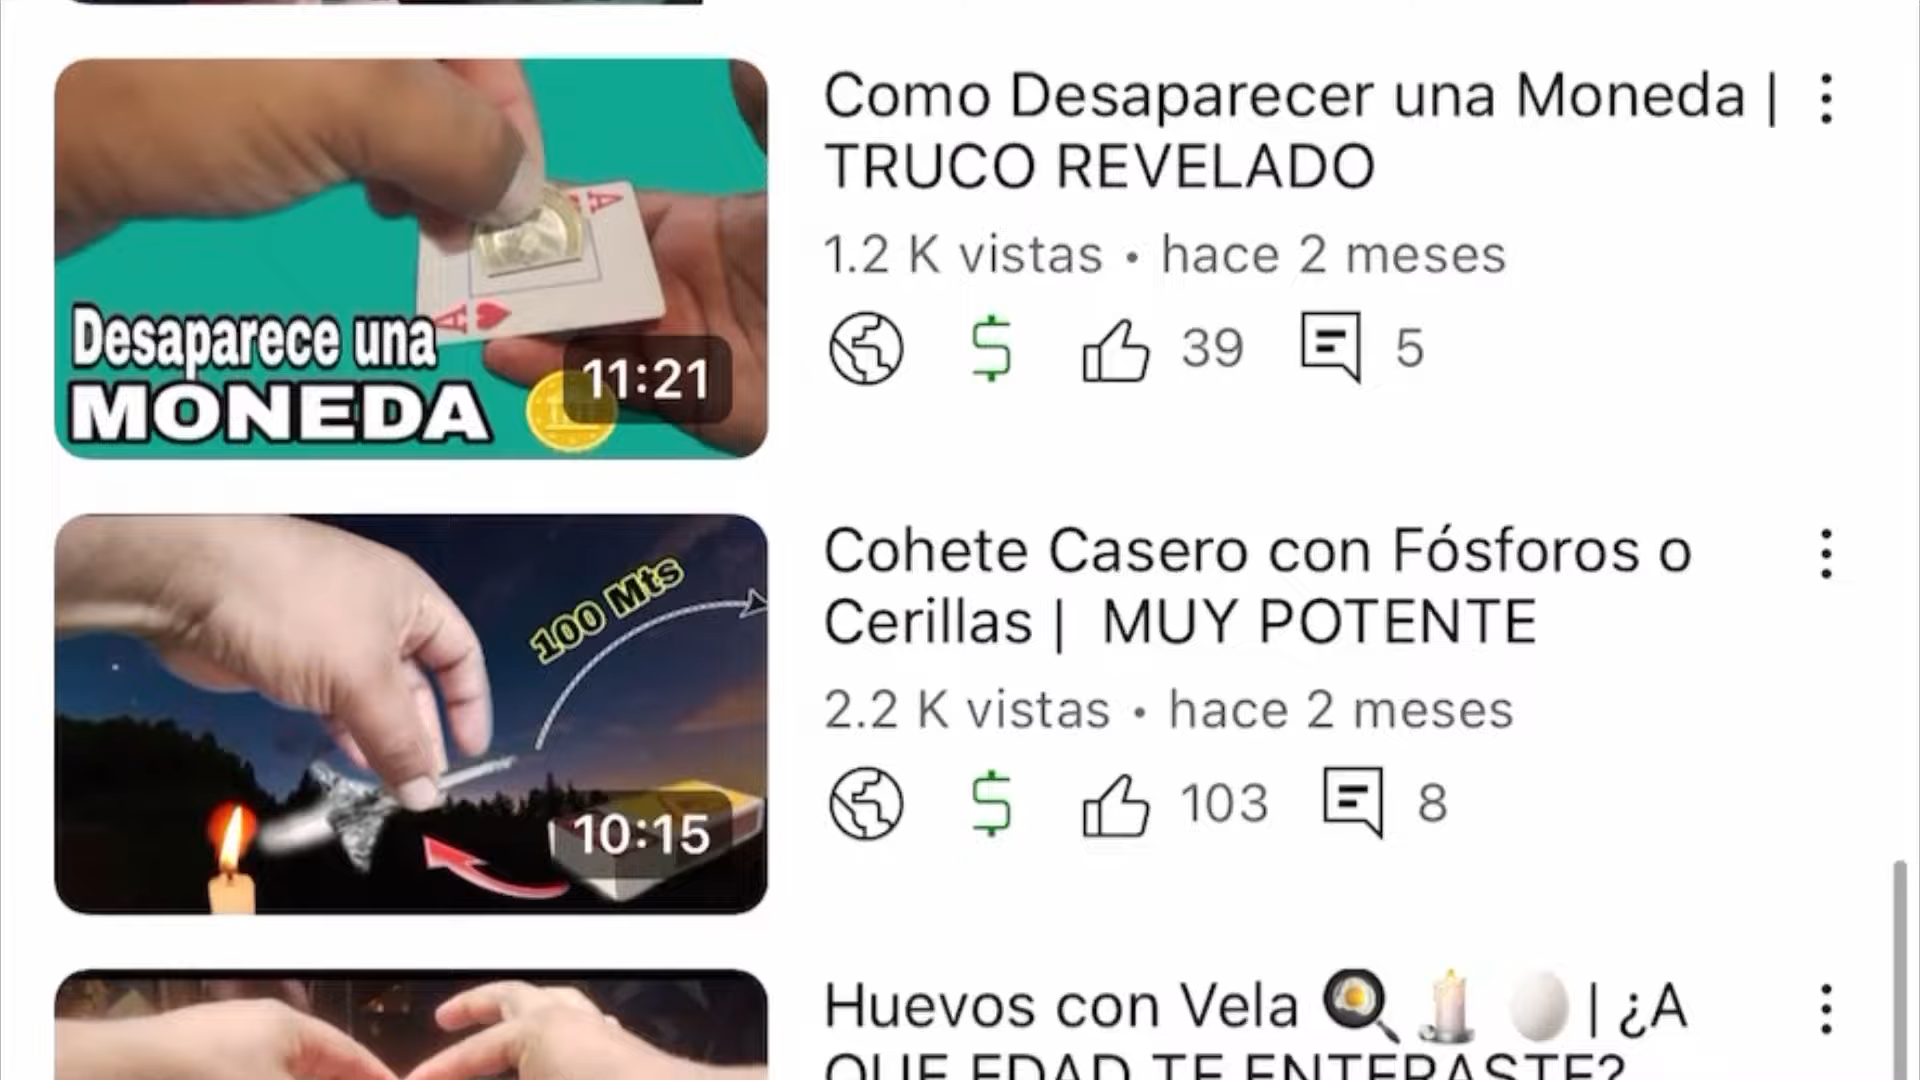 Como Desaparecer una Moneda |
TRUCO REVELADO
1.2 K vistas • hace 2 meses
39
5
A
A
Desaparece una
MONEDA
11:21
Cohete Casero con Fósforos o
Cerillas | MUY POTENTE
2.2 K vistas • hace 2 meses
103
8
100 Mts
10:15
Huevos con Vela 🍳 🕯️ 🥚 | ¿A
QUE EDAD TE ENTERASTE?